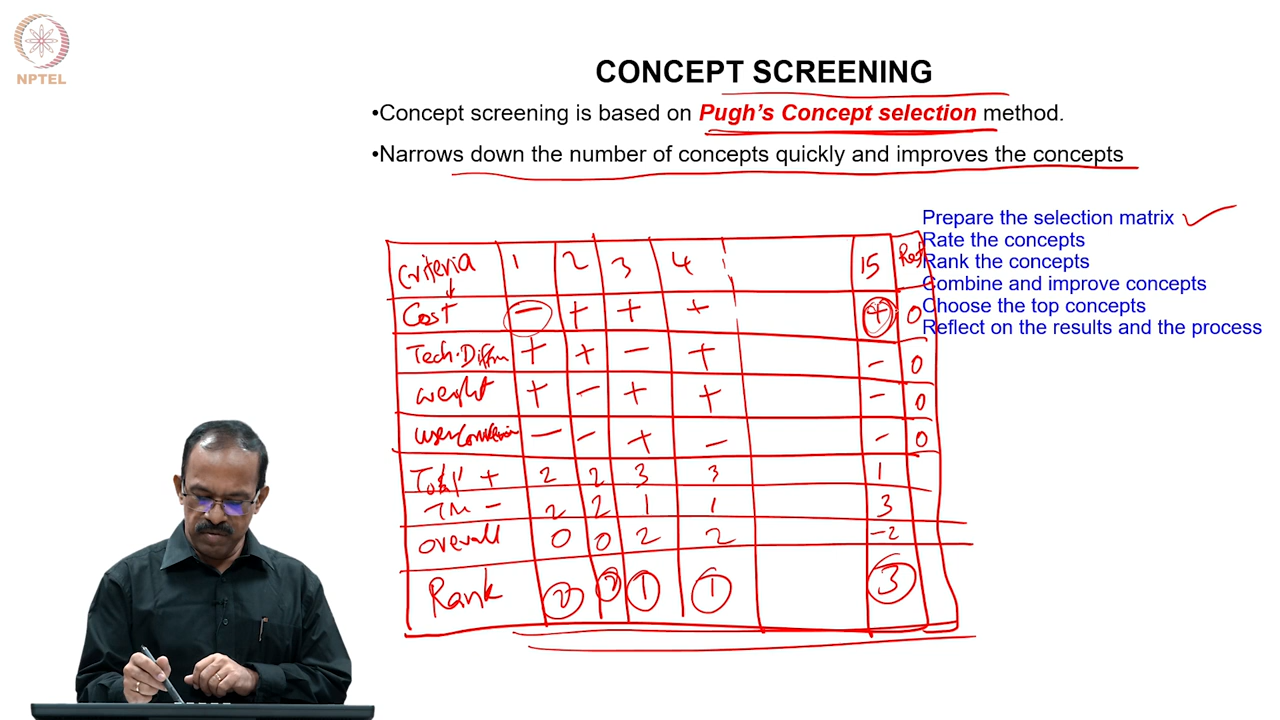 NPTEL
CONCEPT SCREENING
•Concept screening is based on Pugh's Concept selection method.
•Narrows down the number of concepts quickly and improves the concepts
Prepare the selection matrix
Rate the concepts
Rank the concepts
Combine and improve concepts
Choose the top concepts
Reflect on the results and the process
Criteria 1 2 3 4 15 Ref
Cost - + + + + 0
Tech. + + - + - 0
Weight + - + + - 0
User - - + - - 0
Total + 2 2 3 3 1
- 2 2 1 1 3
Overall 0 0 2 2 -2
Rank 2 2 1 1 3